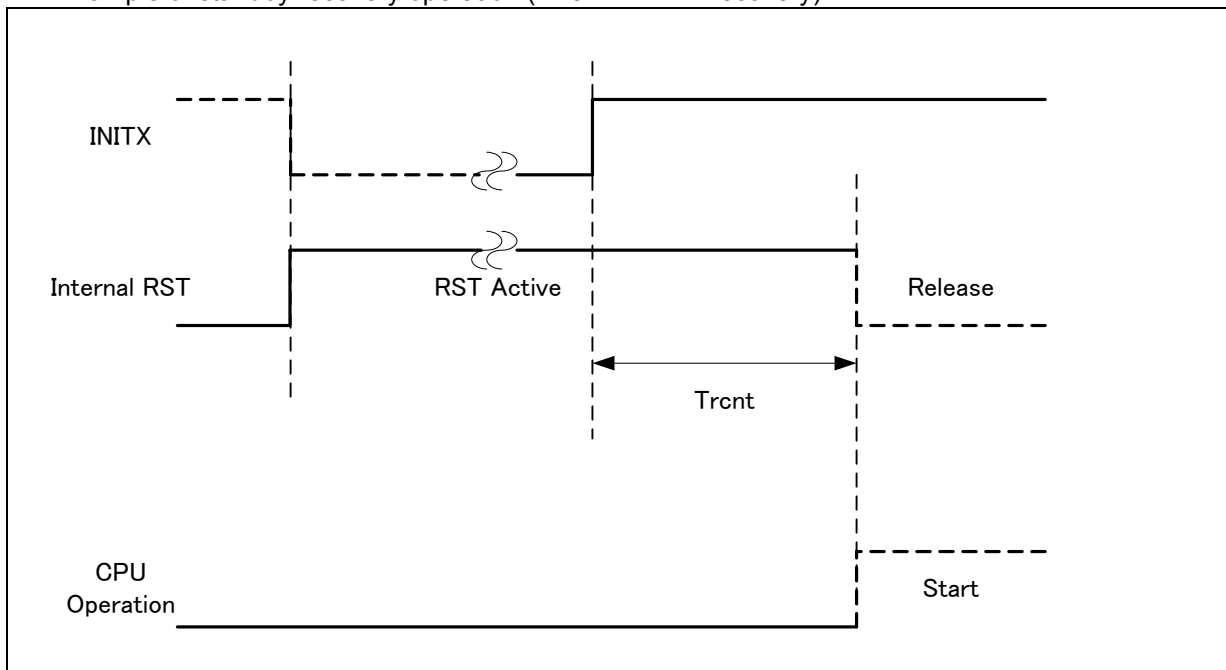 INITX
Internal RST
RST Active
Release
Trcnt
CPU
Operation
Start